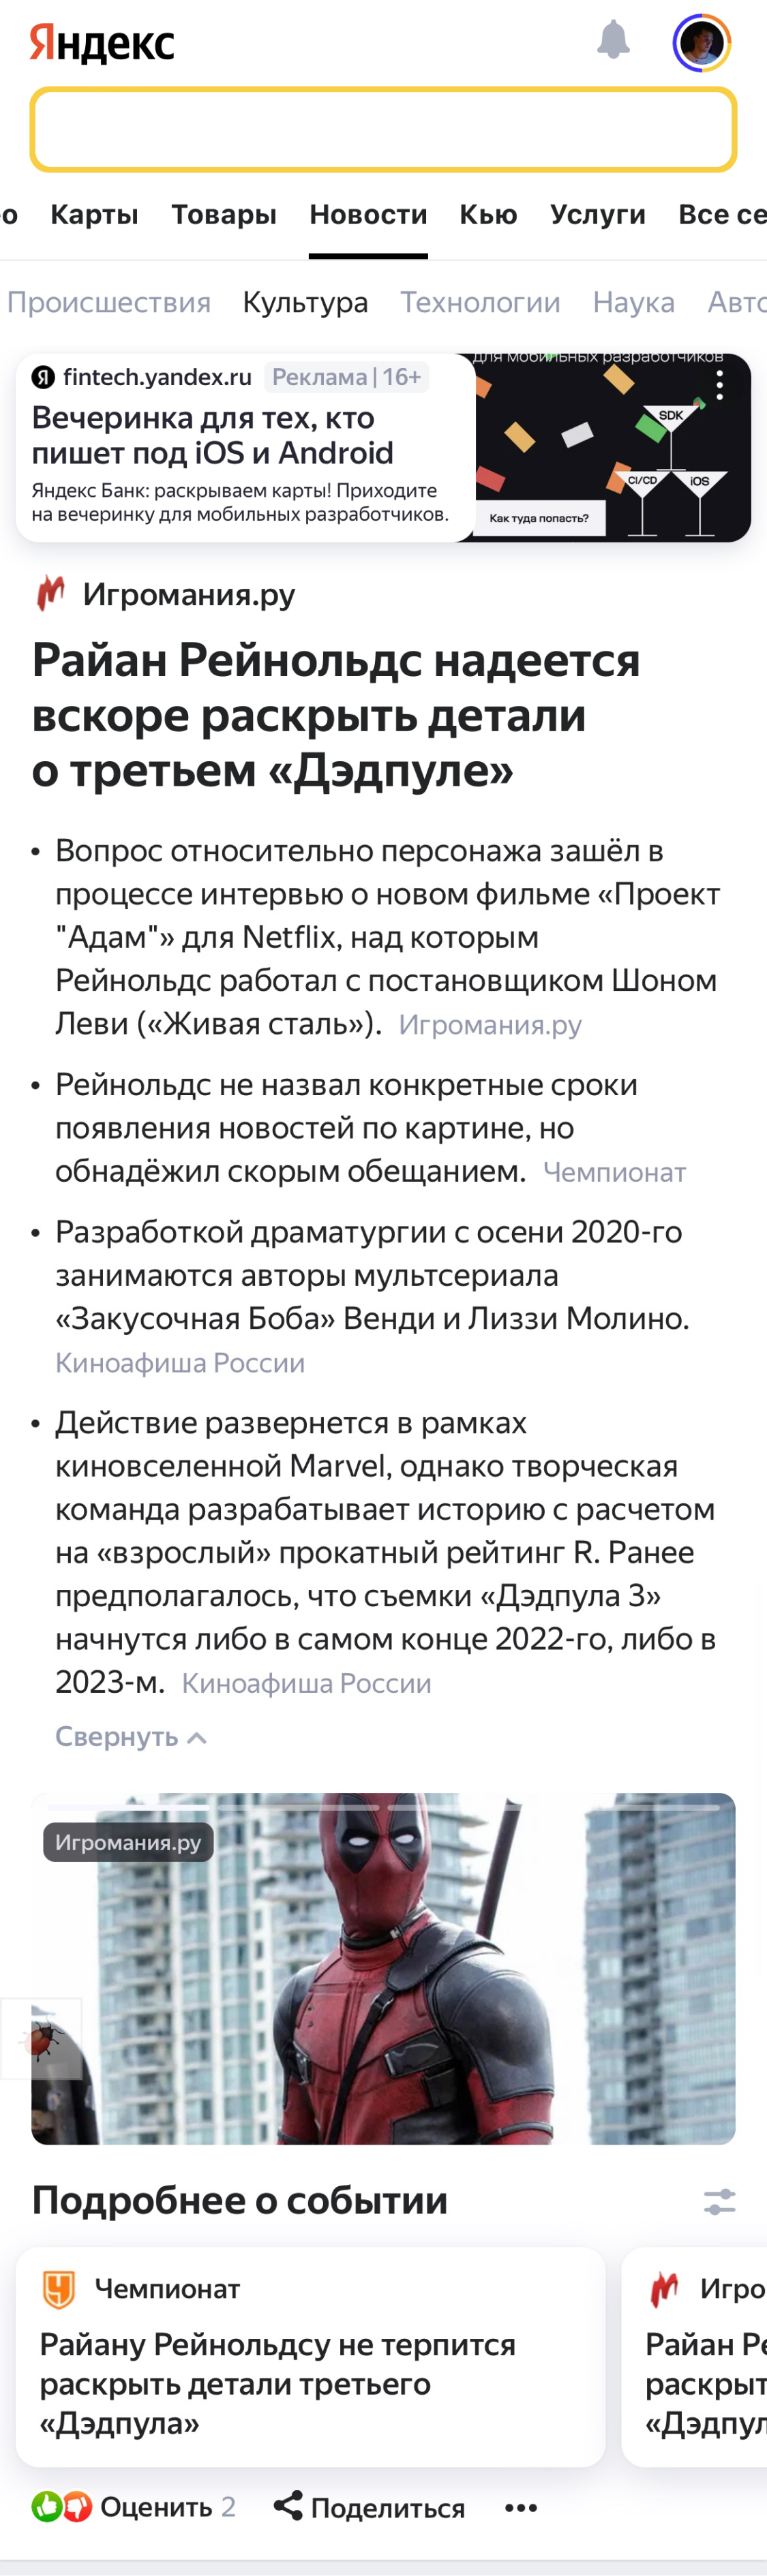 Яндекс
о Карты Товары Новости Кью Услуги Все се
Происшествия Культура Технологии Наука Авто
fintech.yandex.ru Реклама | 16+
Вечеринка для тех, кто
пишет под iOS и Android
Яндекс Банк: раскрываем карты! Приходите
на вечеринку для мобильных разработчиков.
для мобильных разработчиков
SDK
CI/CD
iOS
Как туда попасть?
Игромания.ру
Райан Рейнольдс надеется
вскоре раскрыть детали
о третьем «Дэдпуле»
• Вопрос относительно персонажа зашёл в
процессе интервью о новом фильме «Проект
"Адам"» для Netflix, над которым
Рейнольдс работал с постановщиком Шоном
Леви («Живая сталь»). Игромания.ру
• Рейнольдс не назвал конкретные сроки
появления новостей по картине, но
обнадёжил скорым обещанием. Чемпионат
• Разработкой драматургии с осени 2020-го
занимаются авторы мультсериала
«Закусочная Боба» Венди и Лиззи Молино.
Киноафиша России
• Действие развернется в рамках
киновселенной Marvel, однако творческая
команда разрабатывает историю с расчетом
на «взрослый» прокатный рейтинг R. Ранее
предполагалось, что съемки «Дэдпула 3»
начнутся либо в самом конце 2022-го, либо в
2023-м. Киноафиша России
Свернуть
Игромания.ру
Подробнее о событии
Чемпионат
Райану Рейнольдсу не терпится
раскрыть детали третьего
«Дэдпула»
Игро
Райан Ре
раскрыт
«Дэдпул
Оценить 2 Поделиться